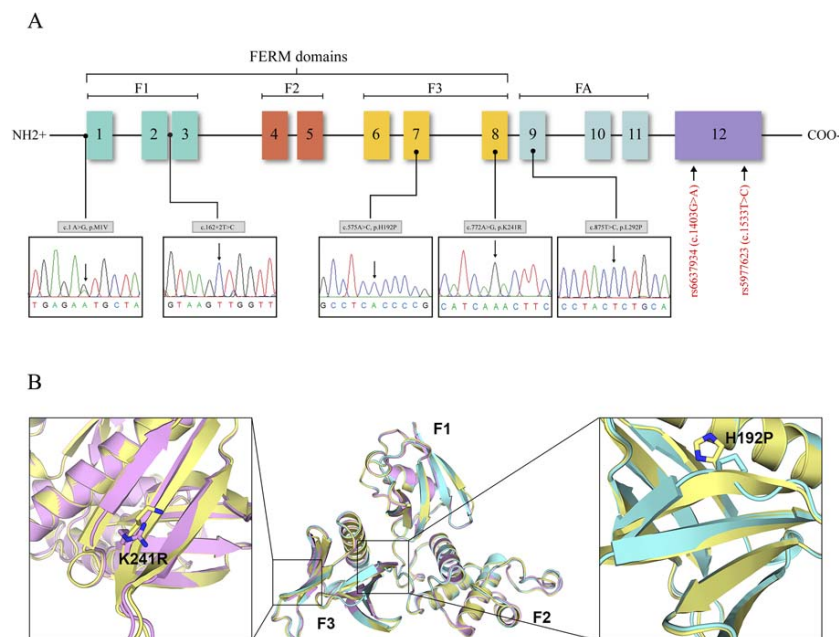 A
FERM domains
F1 F2 F3 FA
NH2+ 1 2 3 4 5 6 7 8 9 10 11 12 COO-
c.1 A>G, p.M1V c.162+2T>C c.575A>C, p.H192P c.772A>G, p.K241R c.875T>C, p.L292P
TGAGAATGCTA GTAAGTTGGTT GCCTCACCCCG CATCAAACTTC CCTACTCTGCA
rs6637934 (c.1403G>A)
rs5977623 (c.1533T>C)
B
F1
H192P
K241R
F3
F2